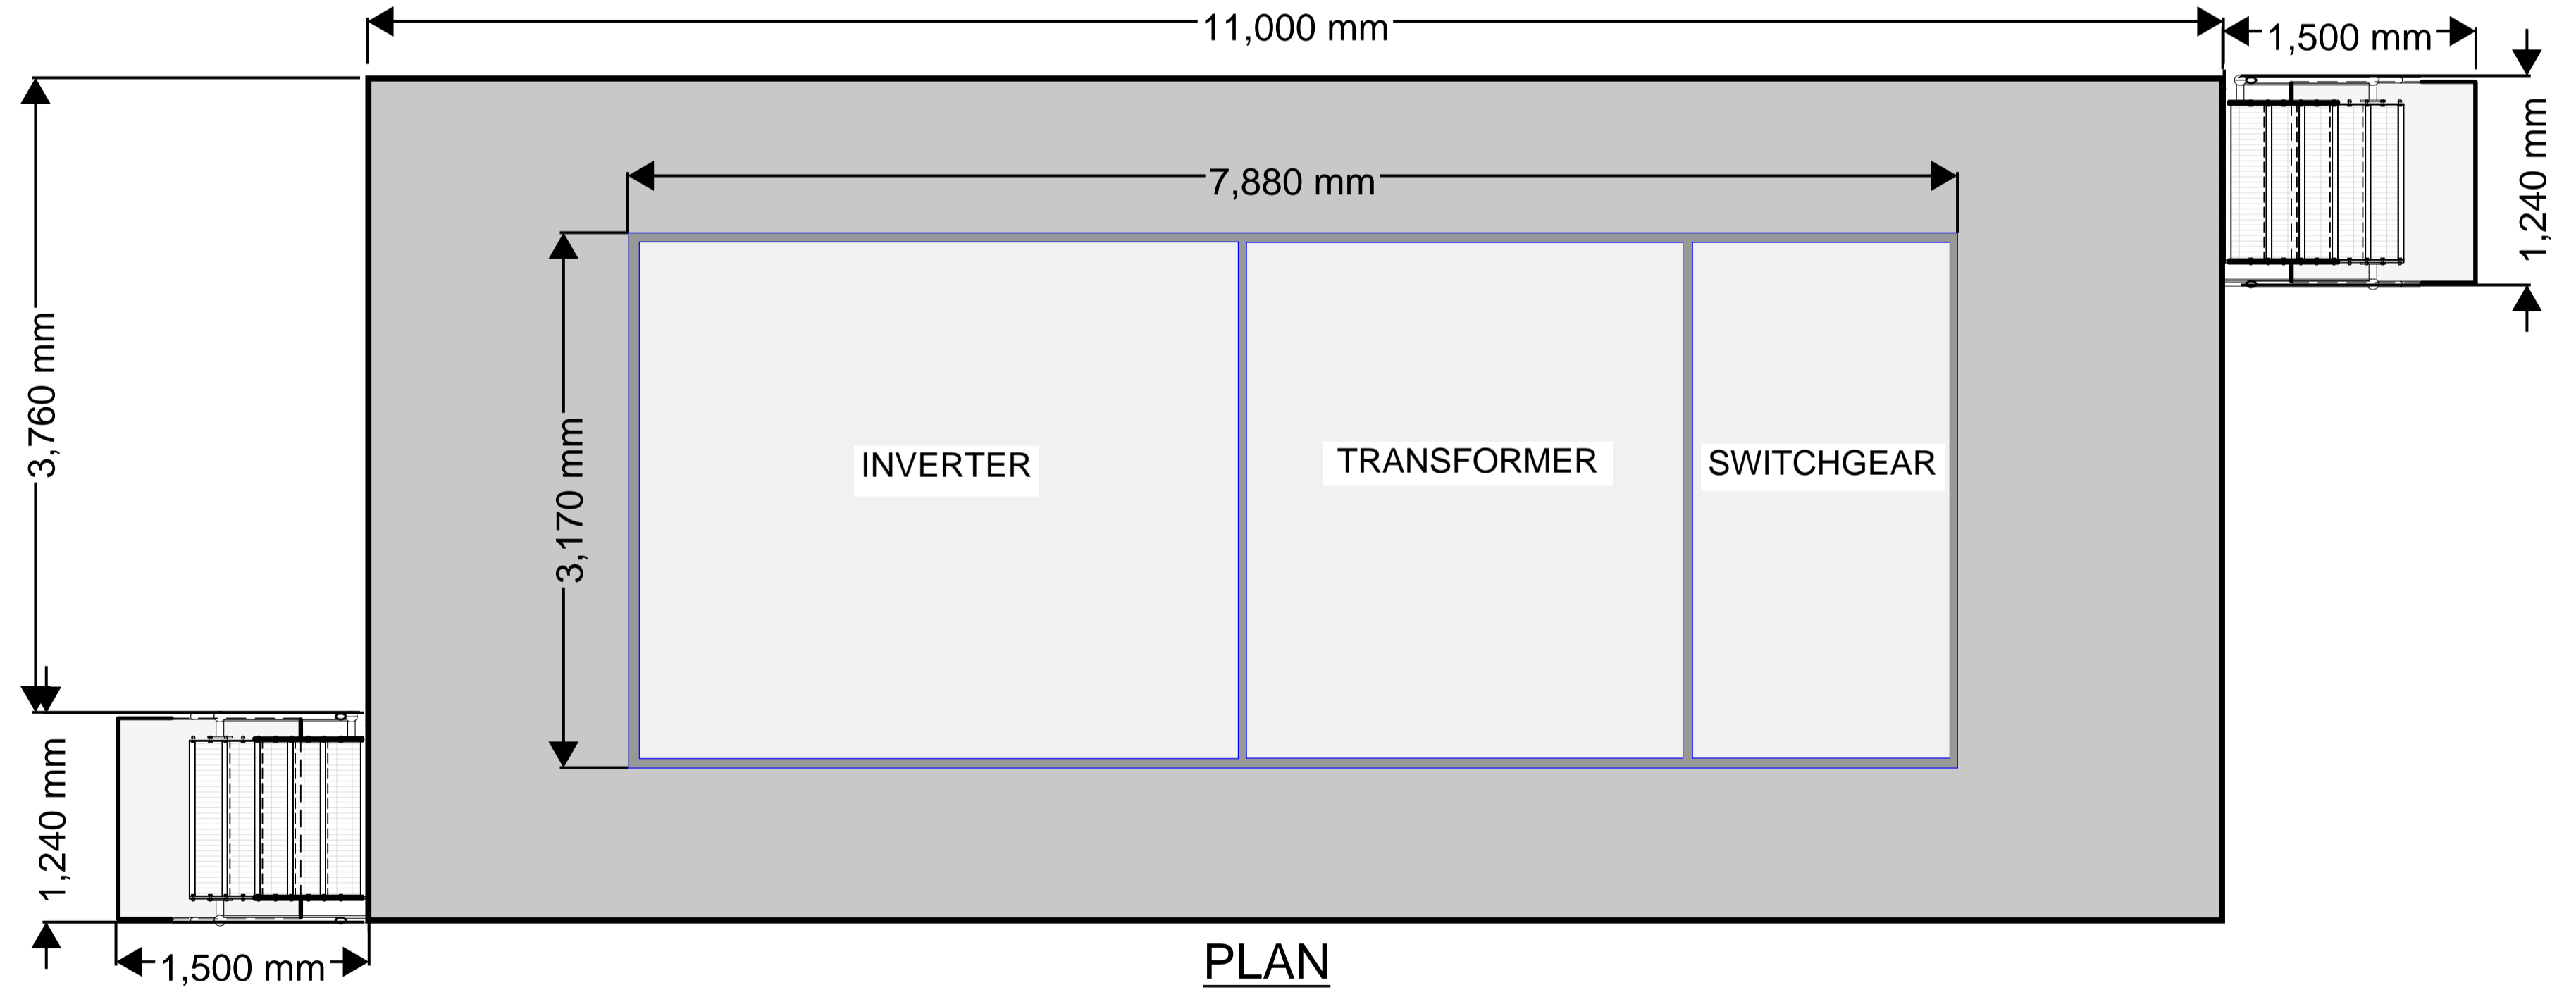 11,000 mm
1,500 mm
1,240 mm
7,880 mm
3,760 mm
3,170 mm
INVERTER
TRANSFORMER
SWITCHGEAR
1,240 mm
1,500 mm
PLAN